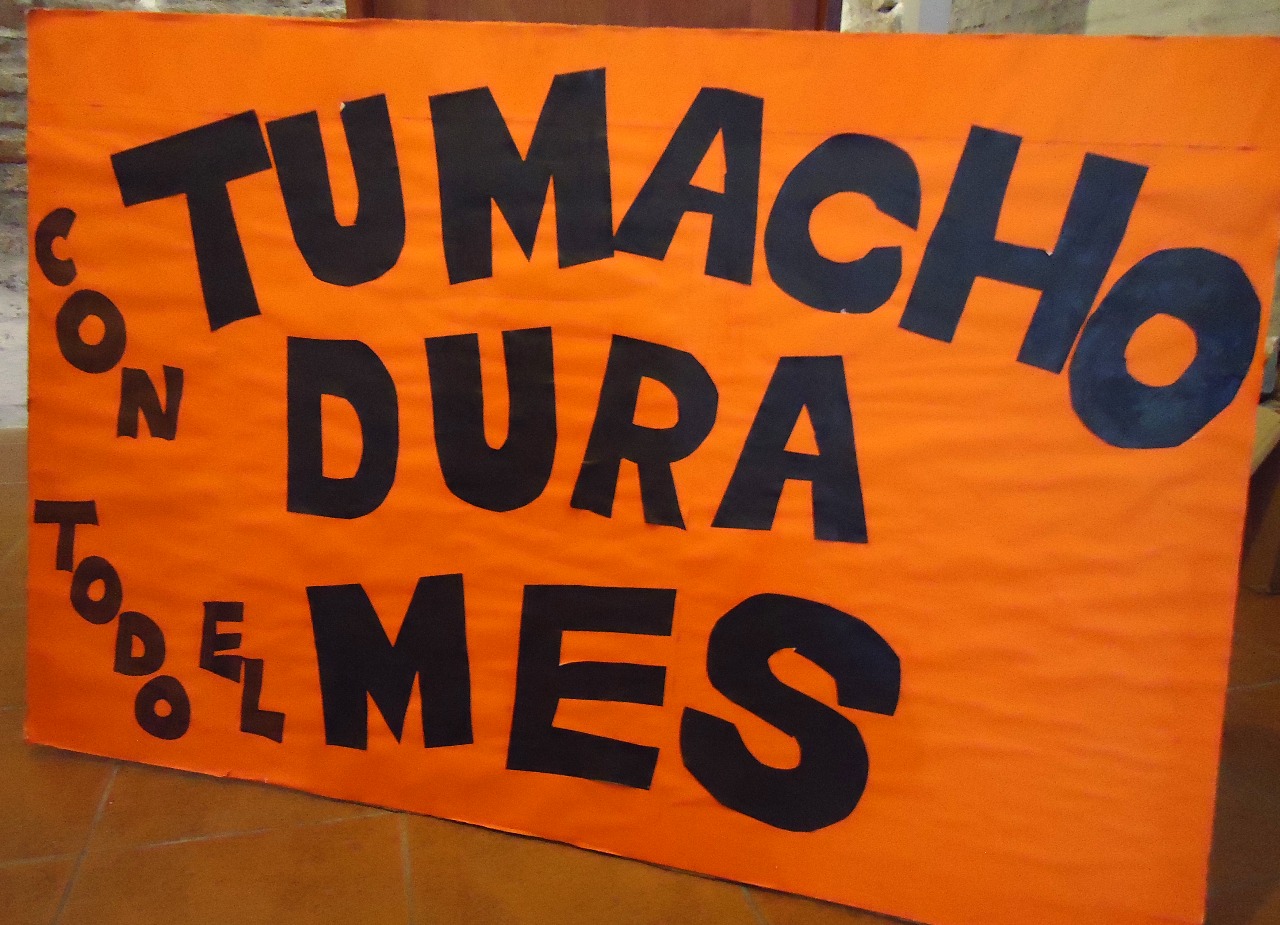 CON TUMACHO
DURA
TODO EL MES